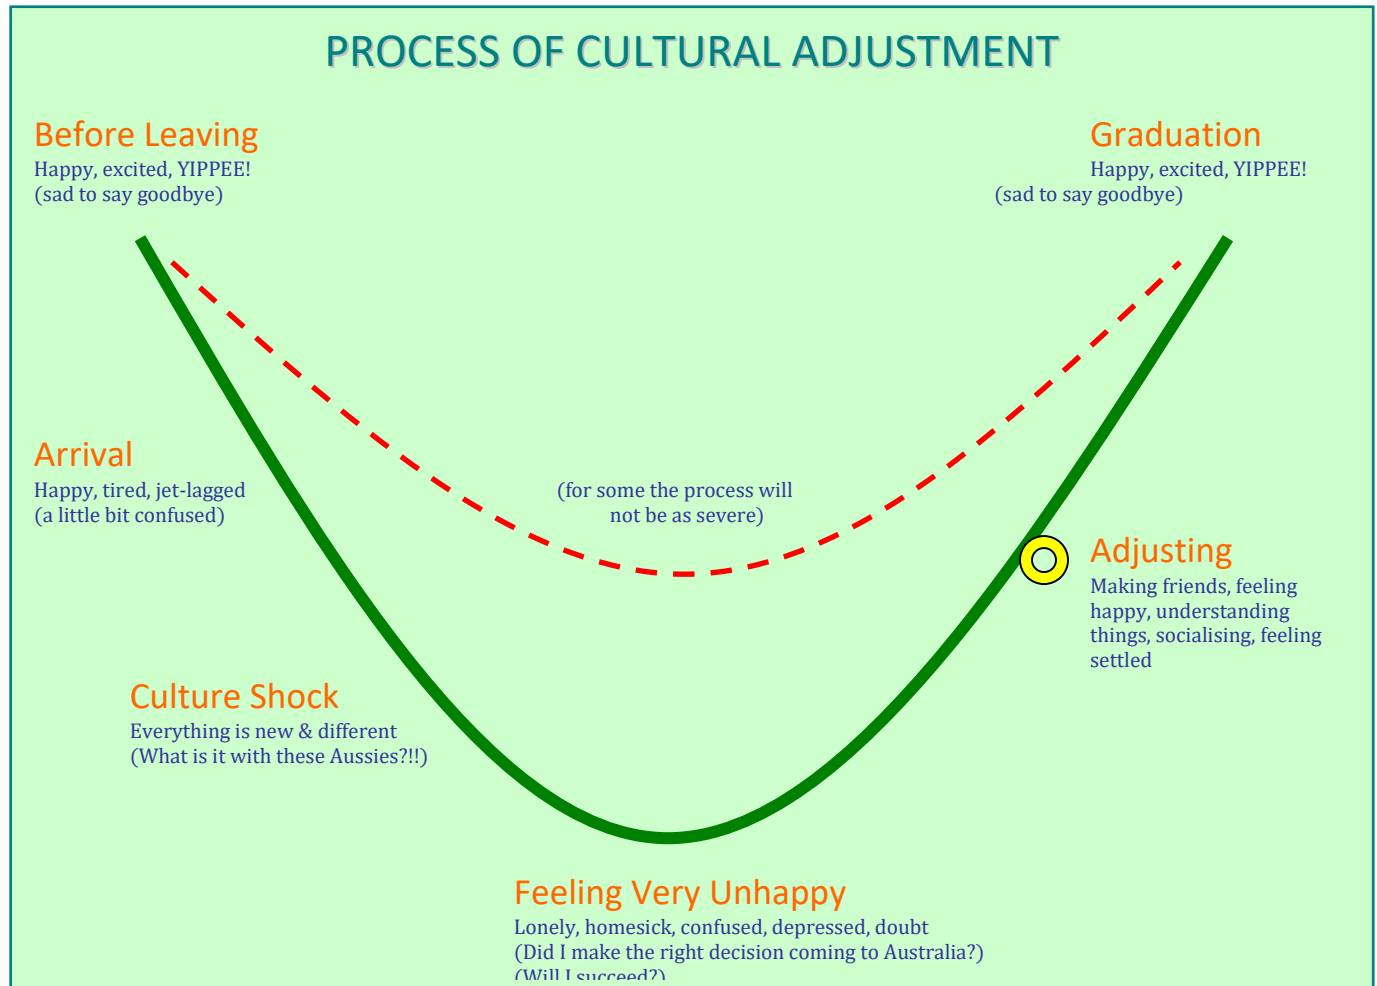 PROCESS OF CULTURAL ADJUSTMENT
Before Leaving
Happy, excited, YIPPEE!
(sad to say goodbye)
Graduation
Happy, excited, YIPPEE!
(sad to say goodbye)
Arrival
Happy, tired, jet-lagged
(a little bit confused)
(for some the process will
not be as severe)
Adjusting
Making friends, feeling
happy, understanding
things, socialising, feeling
settled
Culture Shock
Everything is new & different
(What is it with these Aussies?!!)
Feeling Very Unhappy
Lonely, homesick, confused, depressed, doubt
(Did I make the right decision coming to Australia?)
(Will I succeed?)